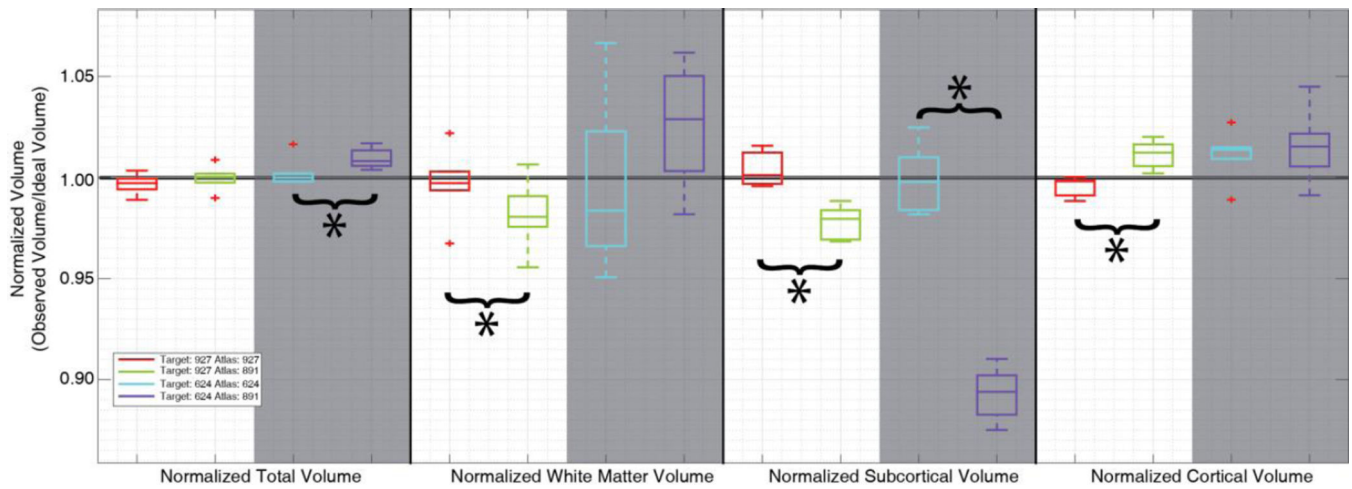 Normalized Volume
(Observed Volume/Ideal Volume)
1.05
1.00
0.95
0.90
*
*
*
*
*
Target: 927 Atlas: 927
Target: 927 Atlas: 891
Target: 624 Atlas: 624
Target: 624 Atlas: 891
Normalized Total Volume
Normalized White Matter Volume
Normalized Subcortical Volume
Normalized Cortical Volume